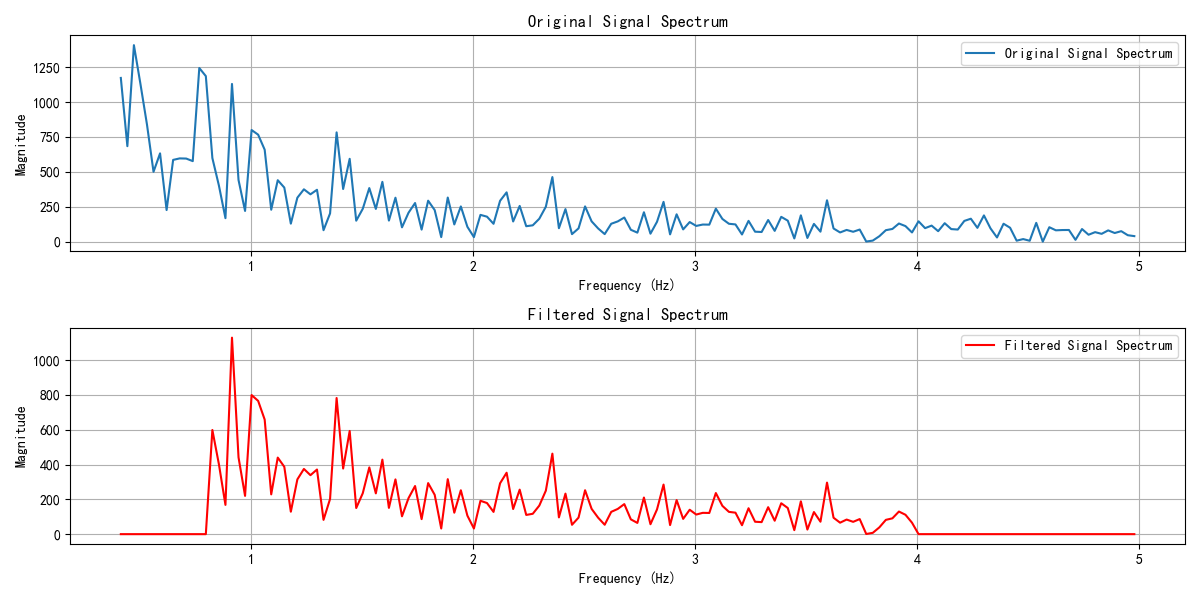 Original Signal Spectrum
Original Signal Spectrum
1250
1000
750
500
250
0
Magnitude
1 2 3 4 5
Frequency (Hz)
Filtered Signal Spectrum
Filtered Signal Spectrum
1000
800
600
400
200
0
Magnitude
1 2 3 4 5
Frequency (Hz)